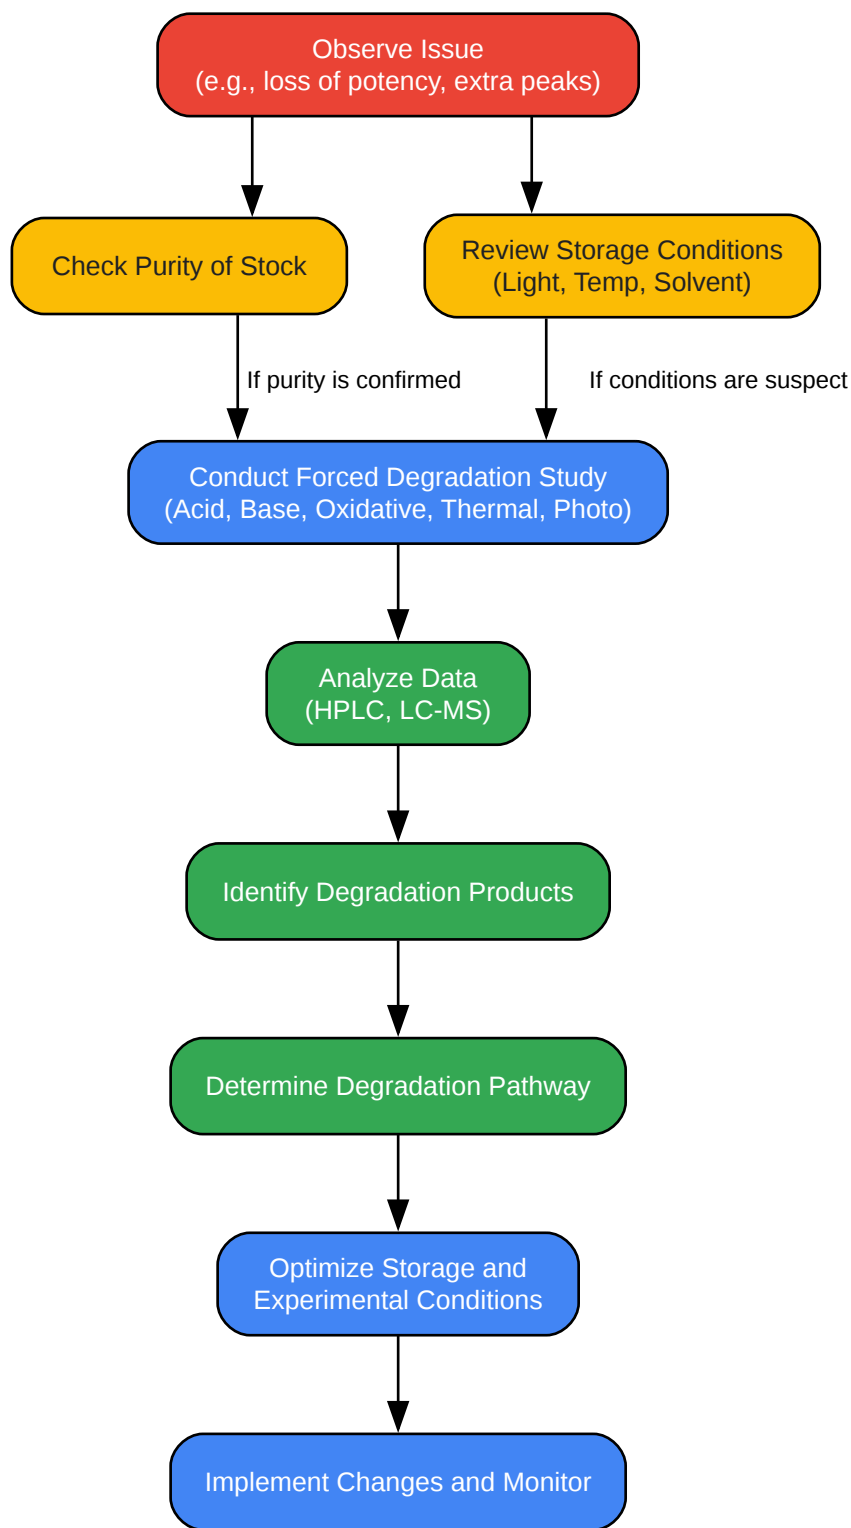 Observe Issue
(e.g., loss of potency, extra peaks)
Check Purity of Stock
Review Storage Conditions
(Light, Temp, Solvent)
If purity is confirmed
If conditions are suspect
Conduct Forced Degradation Study
(Acid, Base, Oxidative, Thermal, Photo)
Analyze Data
(HPLC, LC-MS)
Identify Degradation Products
Determine Degradation Pathway
Optimize Storage and
Experimental Conditions
Implement Changes and Monitor